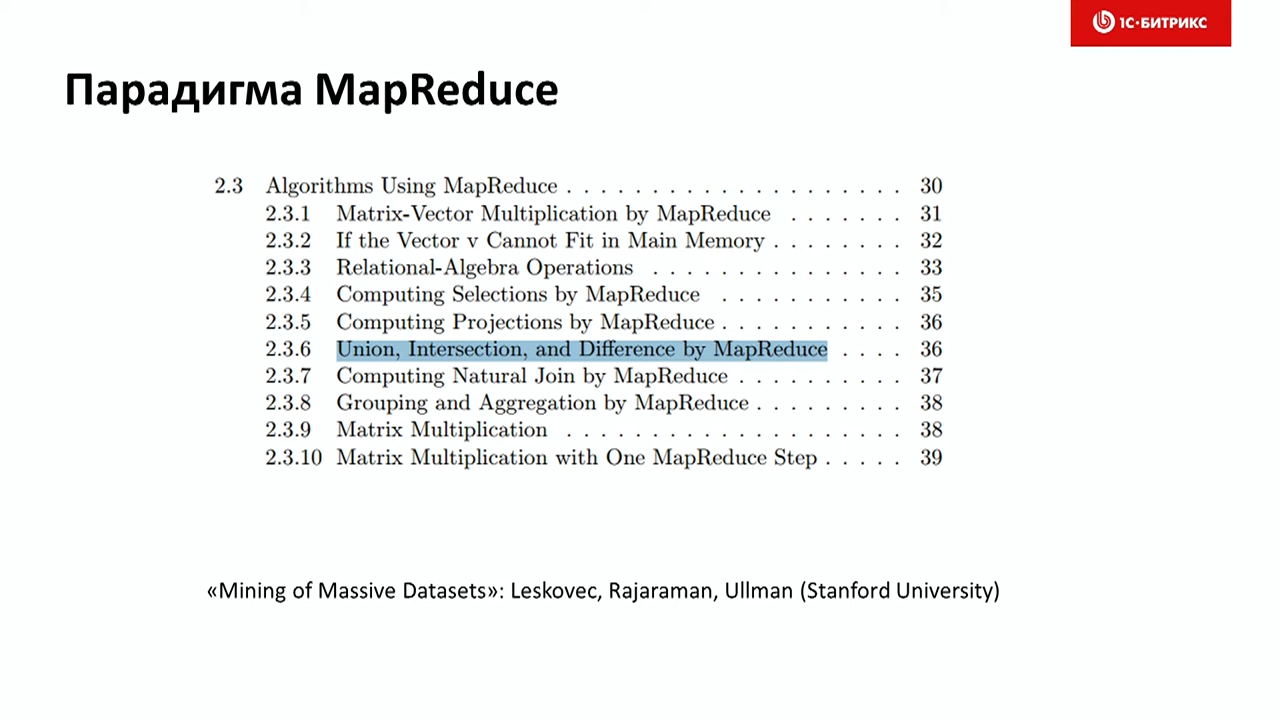 1С·БИТРИКС
Парадигма MapReduce
2.3 Algorithms Using MapReduce . . . . . . . . . . . . . . . . . . . . 30
2.3.1 Matrix-Vector Multiplication by MapReduce . . . . . . . 31
2.3.2 If the Vector v Cannot Fit in Main Memory . . . . . . . . 32
2.3.3 Relational-Algebra Operations . . . . . . . . . . . . . . 33
2.3.4 Computing Selections by MapReduce . . . . . . . . . . . 35
2.3.5 Computing Projections by MapReduce . . . . . . . . . . . 36
2.3.6 Union, Intersection, and Difference by MapReduce . . . . 36
2.3.7 Computing Natural Join by MapReduce . . . . . . . . . . 37
2.3.8 Grouping and Aggregation by MapReduce . . . . . . . . . 38
2.3.9 Matrix Multiplication . . . . . . . . . . . . . . . . . . . . 38
2.3.10 Matrix Multiplication with One MapReduce Step . . . . . 39
«Mining of Massive Datasets»: Leskovec, Rajaraman, Ullman (Stanford University)